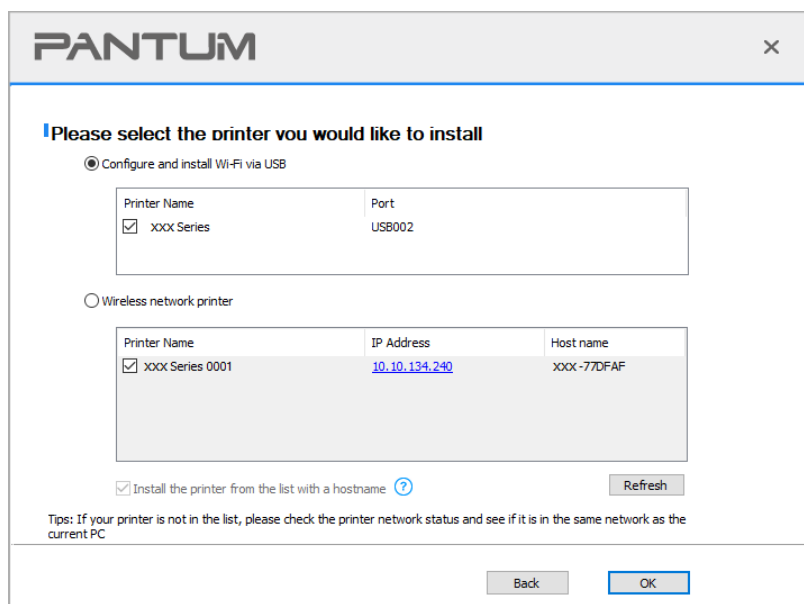 PANTUM
Please select the printer you would like to install
Configure and install Wi-Fi via USB
Printer Name Port
XXX Series USB002
Wireless network printer
Printer Name IP Address Host name
XXX Series 0001 10.10.134.240 XXX-77DFAF
Install the printer from the list with a hostname ?
Refresh
Tips: If your printer is not in the list, please check the printer network status and see if it is in the same network as the
current PC
Back OK